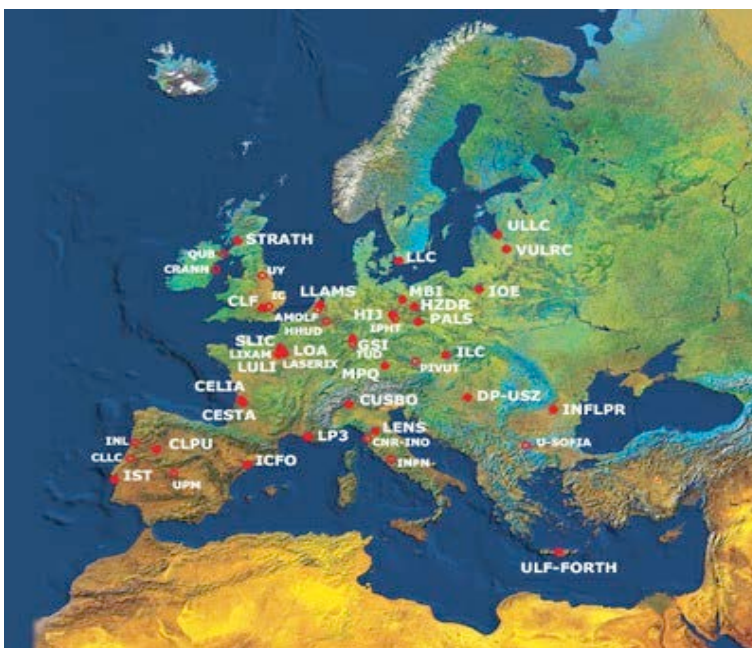 ULLC
STRATH
VULRC
QUB
LLC
CRANN
UY
IOE
MBI
LLAMS
IC
HZDR
CLF
AMOLF
HIJ
PALS
HHUD
IPHT
SLIC
GSI
LOA
LIXAM
TUD
ILC
LULI
LASERIX
PIVUT
MPQ
CELIA
DP-USZ
CUSBO
INFLPR
CESTA
LENS
LP3
CNR-INO
INL
CLPU
U-SOFIA
CLLC
ICFO
INPN-
IST
UPM
ULF-FORTH